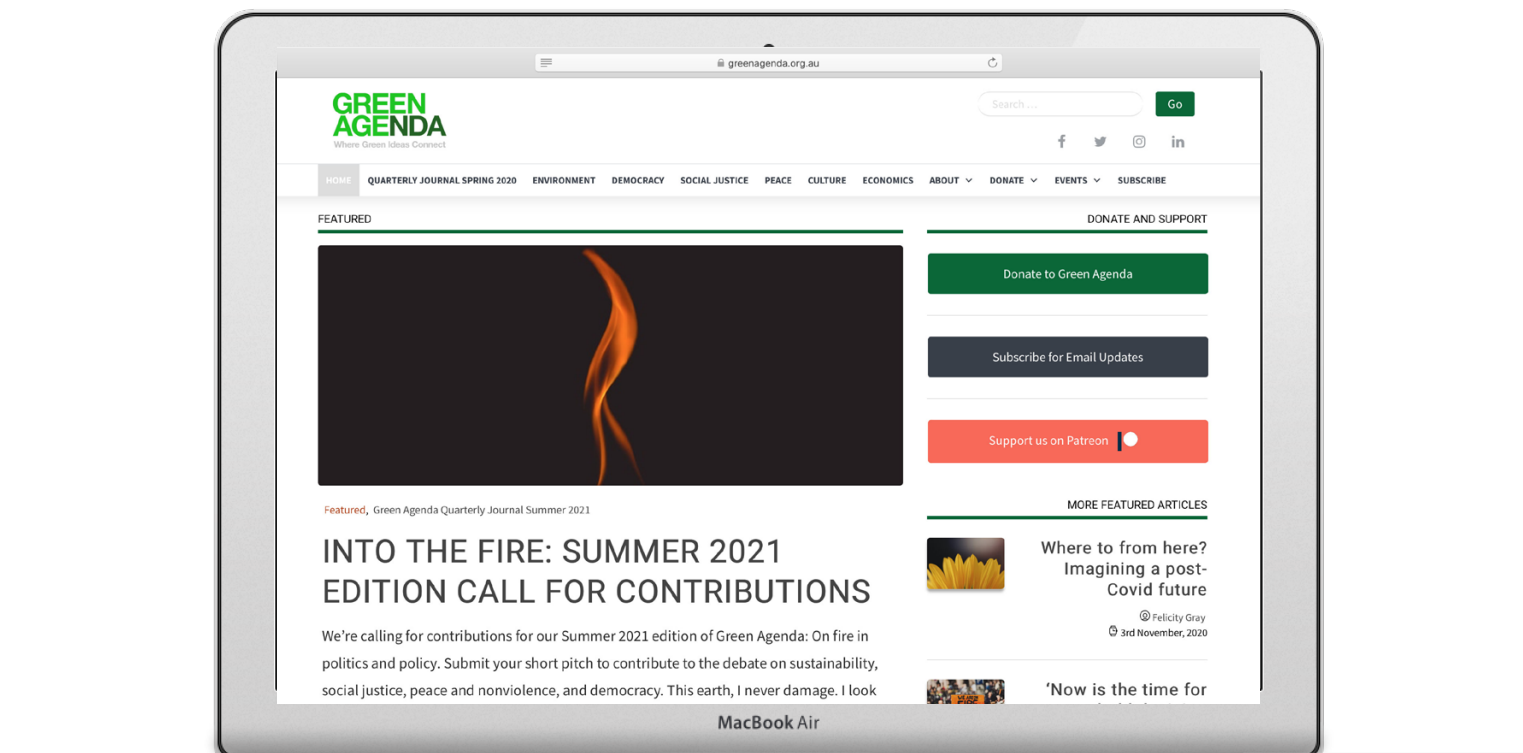 greenagenda.org.au
GREEN
AGENDA
Where Green Ideas Connect
Search ...
Go
HOME
QUARTERLY JOURNAL SPRING 2020
ENVIRONMENT
DEMOCRACY
SOCIAL JUSTICE
PEACE
CULTURE
ECONOMICS
ABOUT
DONATE
EVENTS
SUBSCRIBE
FEATURED
Featured, Green Agenda Quarterly Journal Summer 2021
INTO THE FIRE: SUMMER 2021
EDITION CALL FOR CONTRIBUTIONS
We're calling for contributions for our Summer 2021 edition of Green Agenda: On fire in
politics and policy. Submit your short pitch to contribute to the debate on sustainability,
social justice, peace and nonviolence, and democracy. This earth, I never damage. I look
DONATE AND SUPPORT
Donate to Green Agenda
Subscribe for Email Updates
Support us on Patreon
MORE FEATURED ARTICLES
Where to from here?
Imagining a post-
Covid future
Felicity Gray
3rd November, 2020
‘Now is the time for
MacBook Air